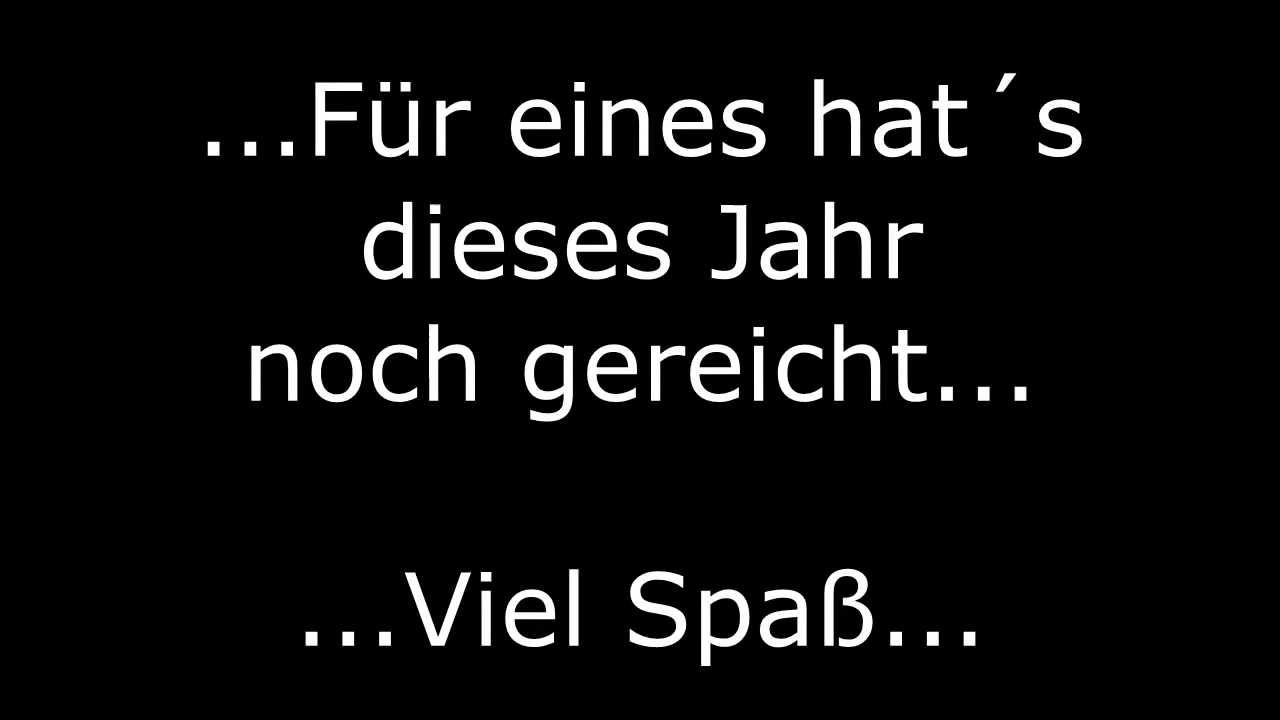 ...Für eines hat´s
dieses Jahr
noch gereicht...
...Viel Spaß...